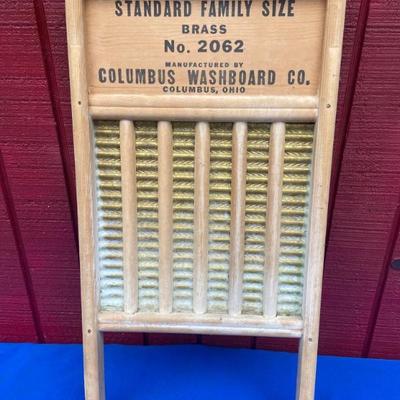 STANDARD FAMILY SIZE
BRASS
No. 2062
MANUFACTURED BY
COLUMBUS WASHBOARD CO.
COLUMBUS, OHIO